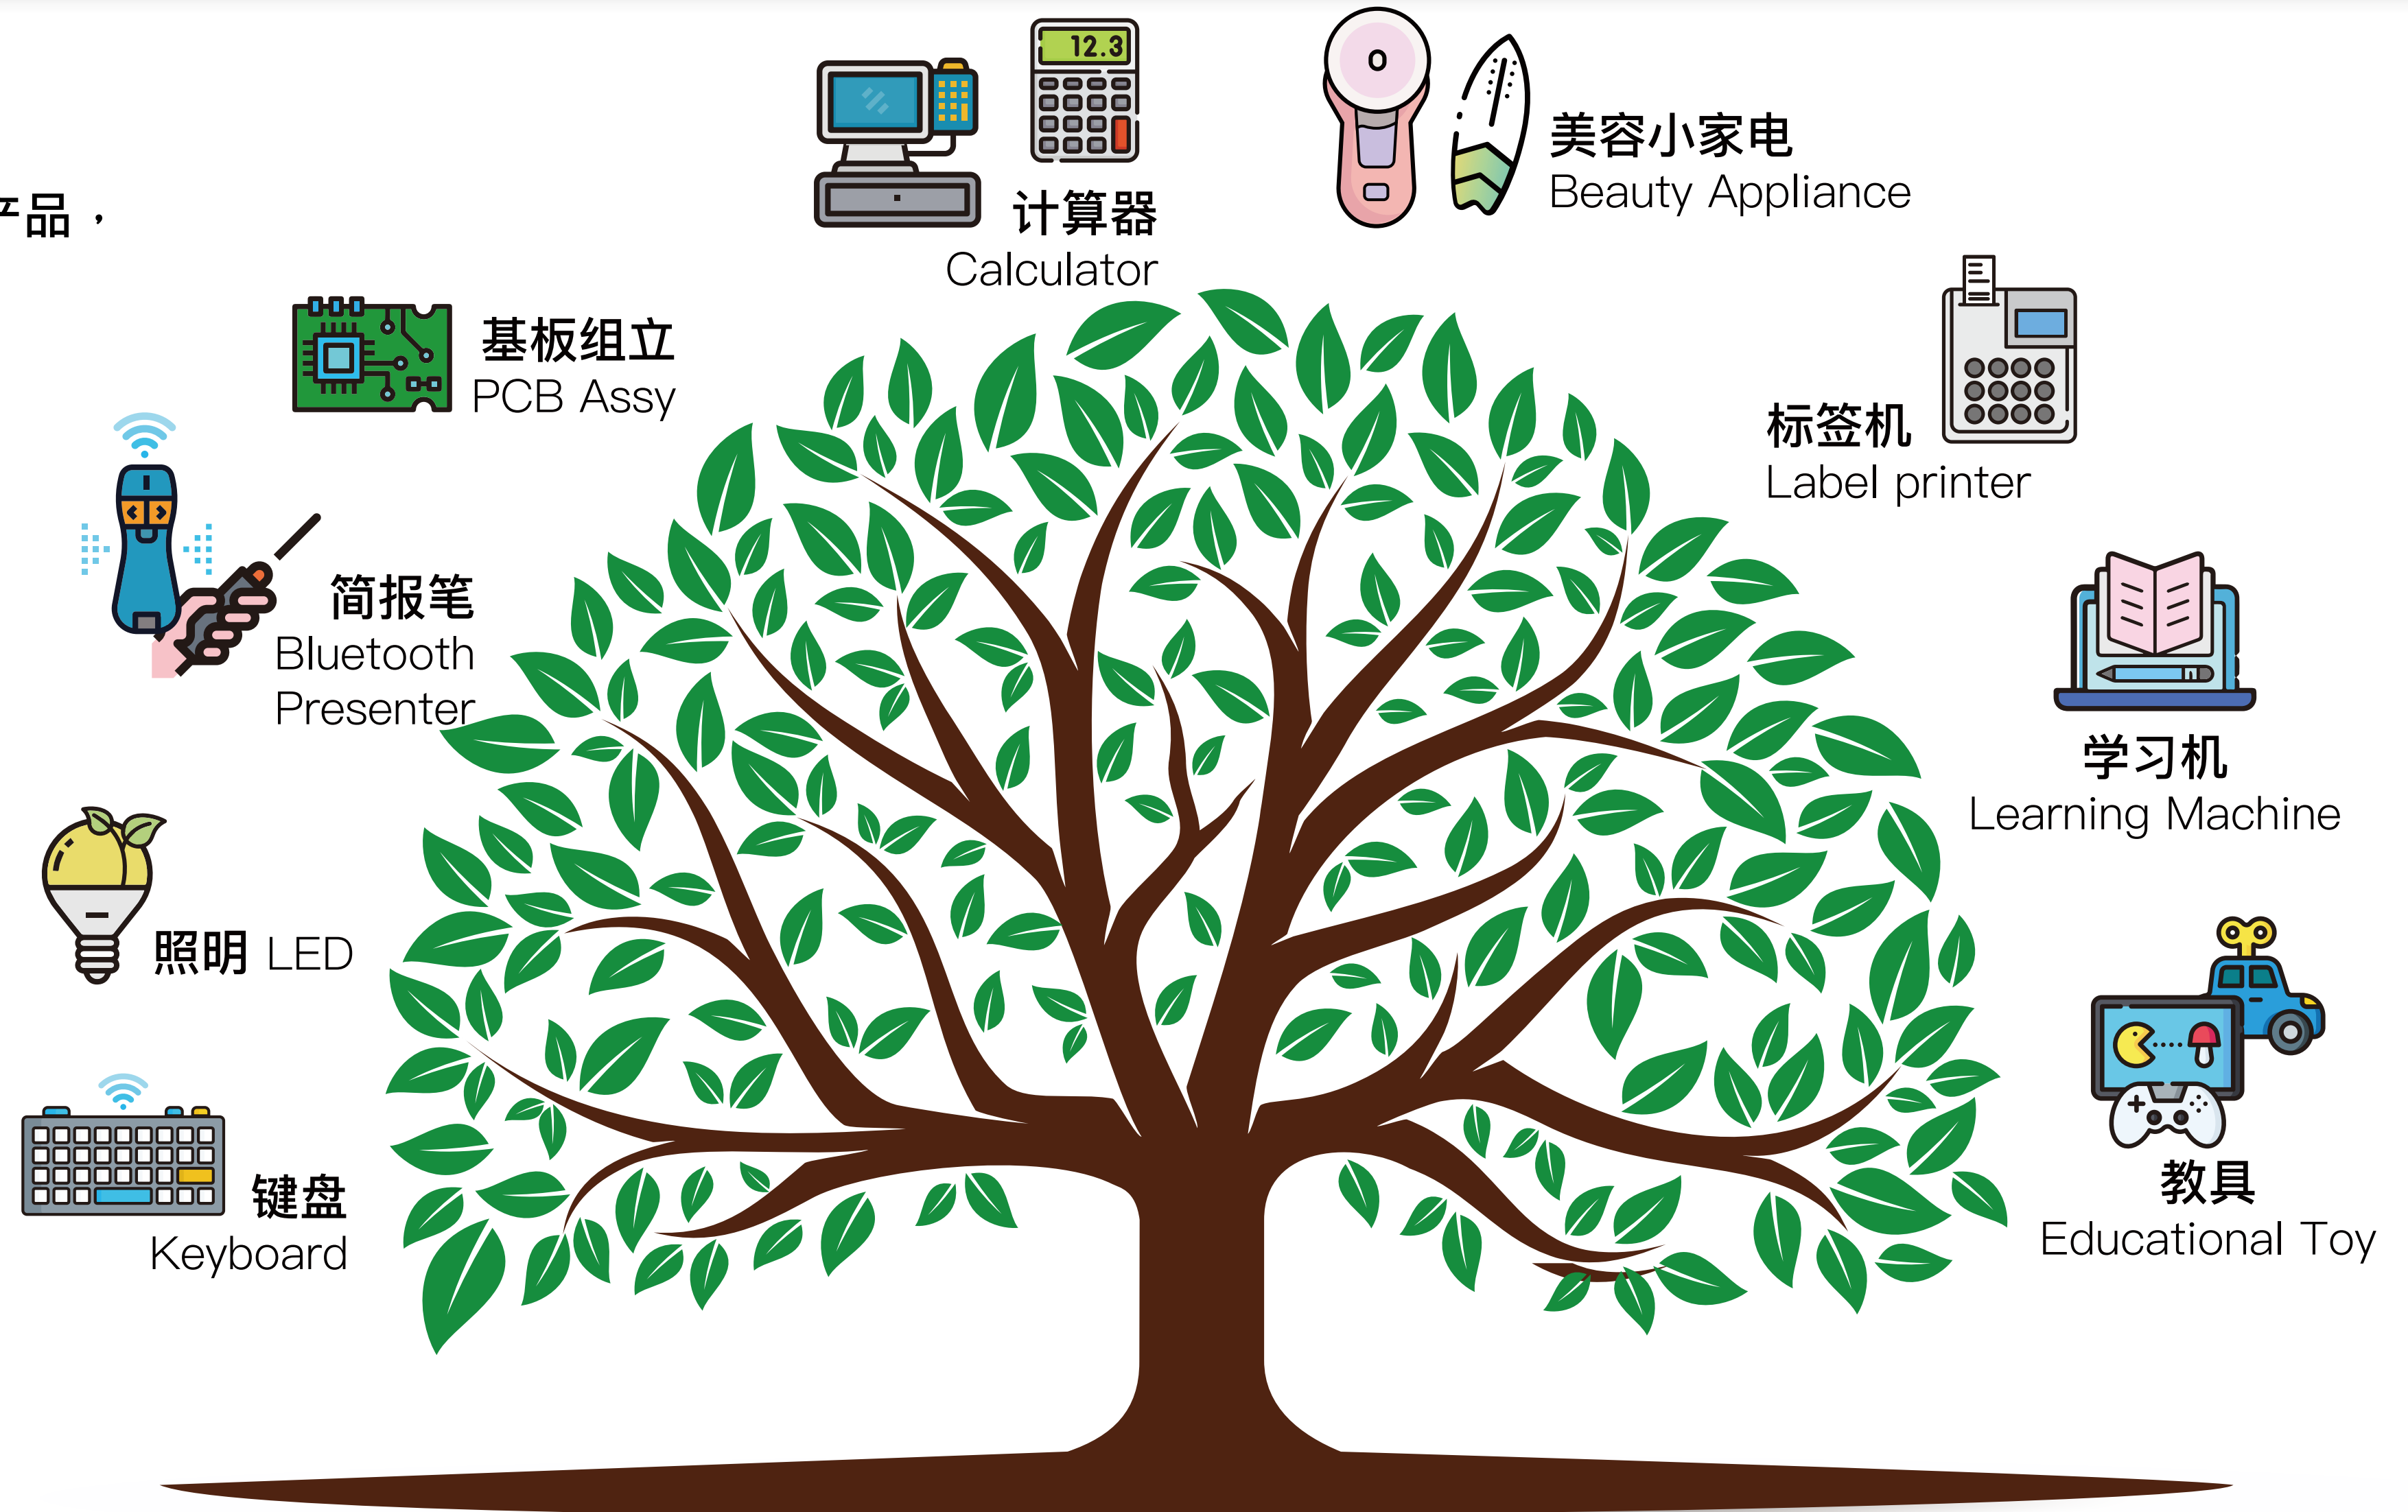 产品，
12.3
计算器
Calculator
美容小家电
Beauty Appliance
基板组立
PCB Assy
标签机
Label printer
简报笔
Bluetooth
Presenter
学习机
Learning Machine
照明 LED
教具
Educational Toy
键盘
Keyboard